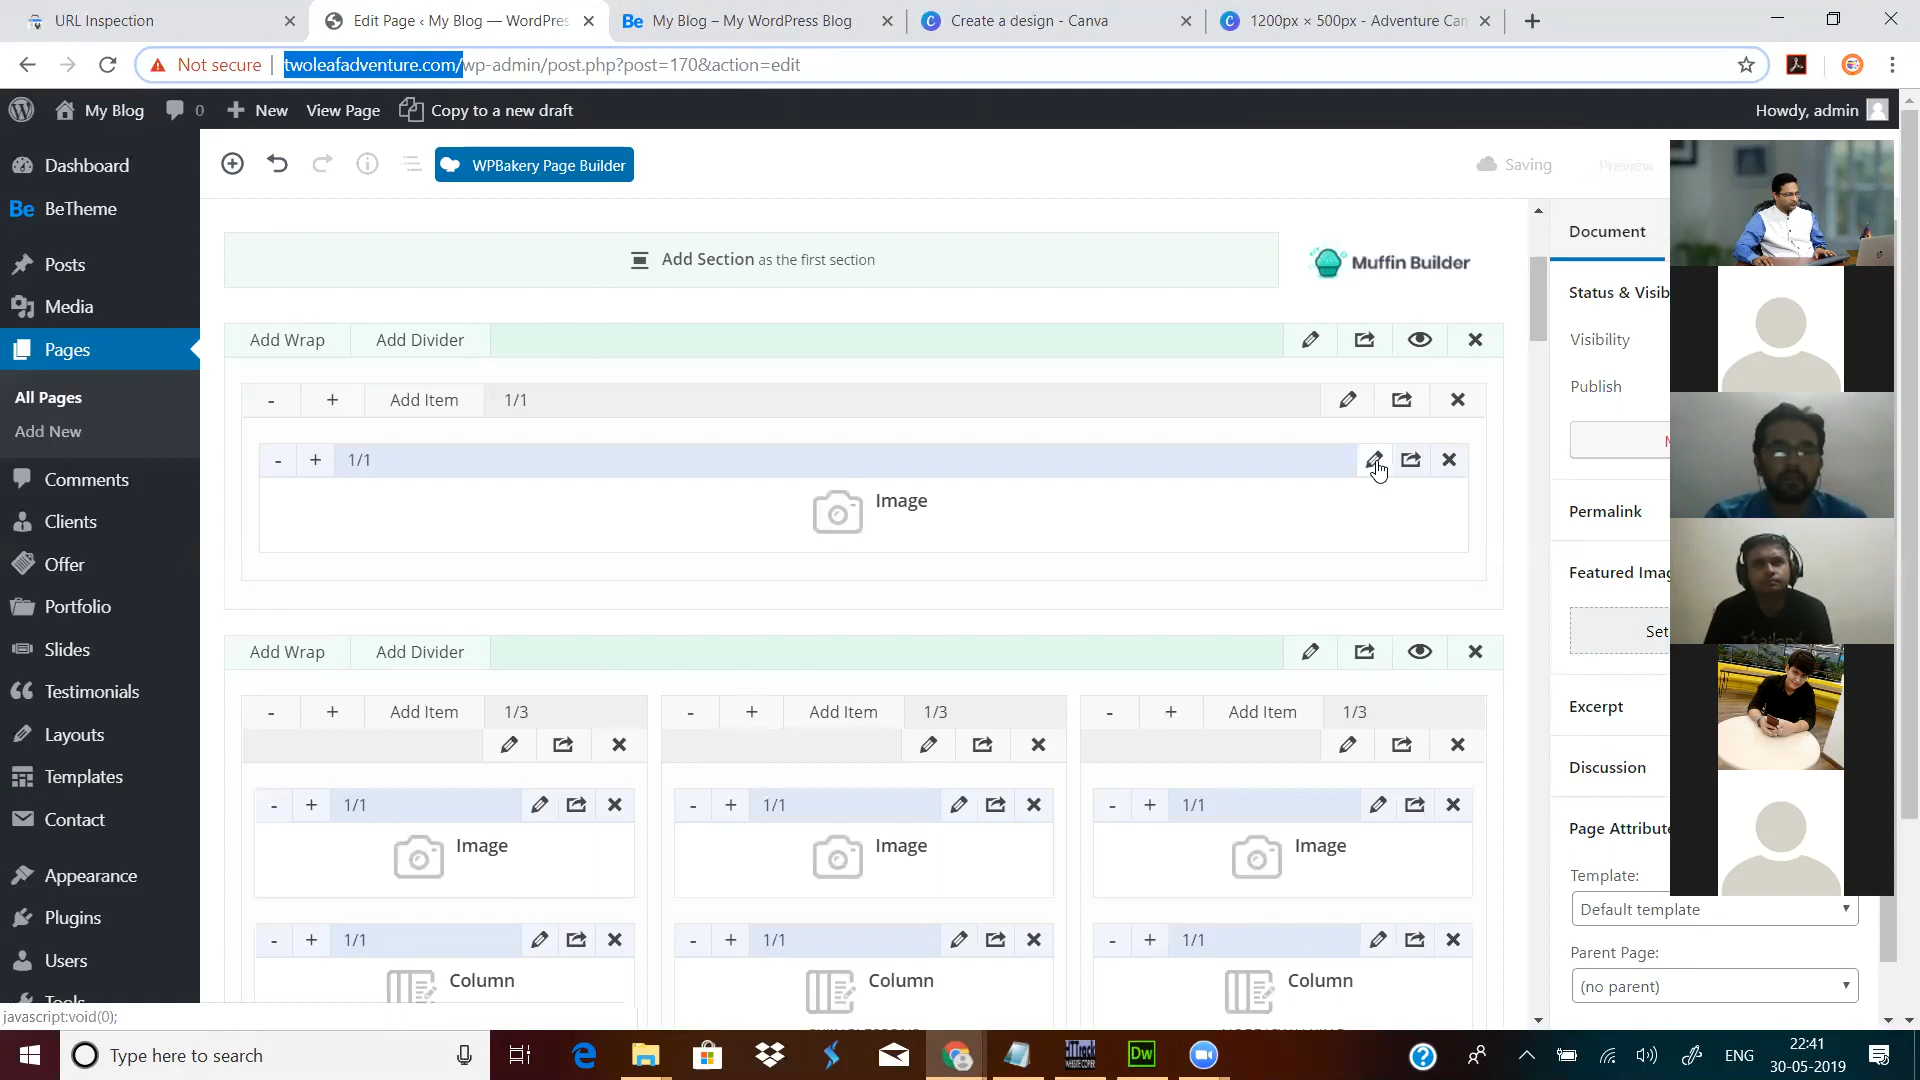 URL Inspection
Edit Page ‹ My Blog — WordPres
My Blog – My WordPress Blog
Create a design - Canva
1200px × 500px - Adventure Can
Not secure
twoleafadventure.com/wp-admin/post.php?post=170&action=edit
My Blog
0
New
View Page
Copy to a new draft
Howdy, admin
Dashboard
Be BeTheme
Posts
Media
Pages
All Pages
Add New
Comments
Clients
Offer
Portfolio
Slides
Testimonials
Layouts
Templates
Contact
Appearance
Plugins
Users
Tools
javascript:void(0);
WPBakery Page Builder
Saving
Preview
Add Section as the first section
Muffin Builder
Add Wrap
Add Divider
- + Add Item 1/1
- + 1/1
Image
Add Wrap
Add Divider
- + Add Item 1/3
- + Add Item 1/3
- + Add Item 1/3
- + 1/1
- + 1/1
- + 1/1
Image
Image
Image
- + 1/1
- + 1/1
- + 1/1
Column
Column
Column
Document
Status & Visib
Visibility
Publish
Permalink
Featured Imag
Set
Excerpt
Discussion
Page Attribute
Template:
Default template
Parent Page:
(no parent)
Type here to search
Dw
ENG
22:41
30-05-2019